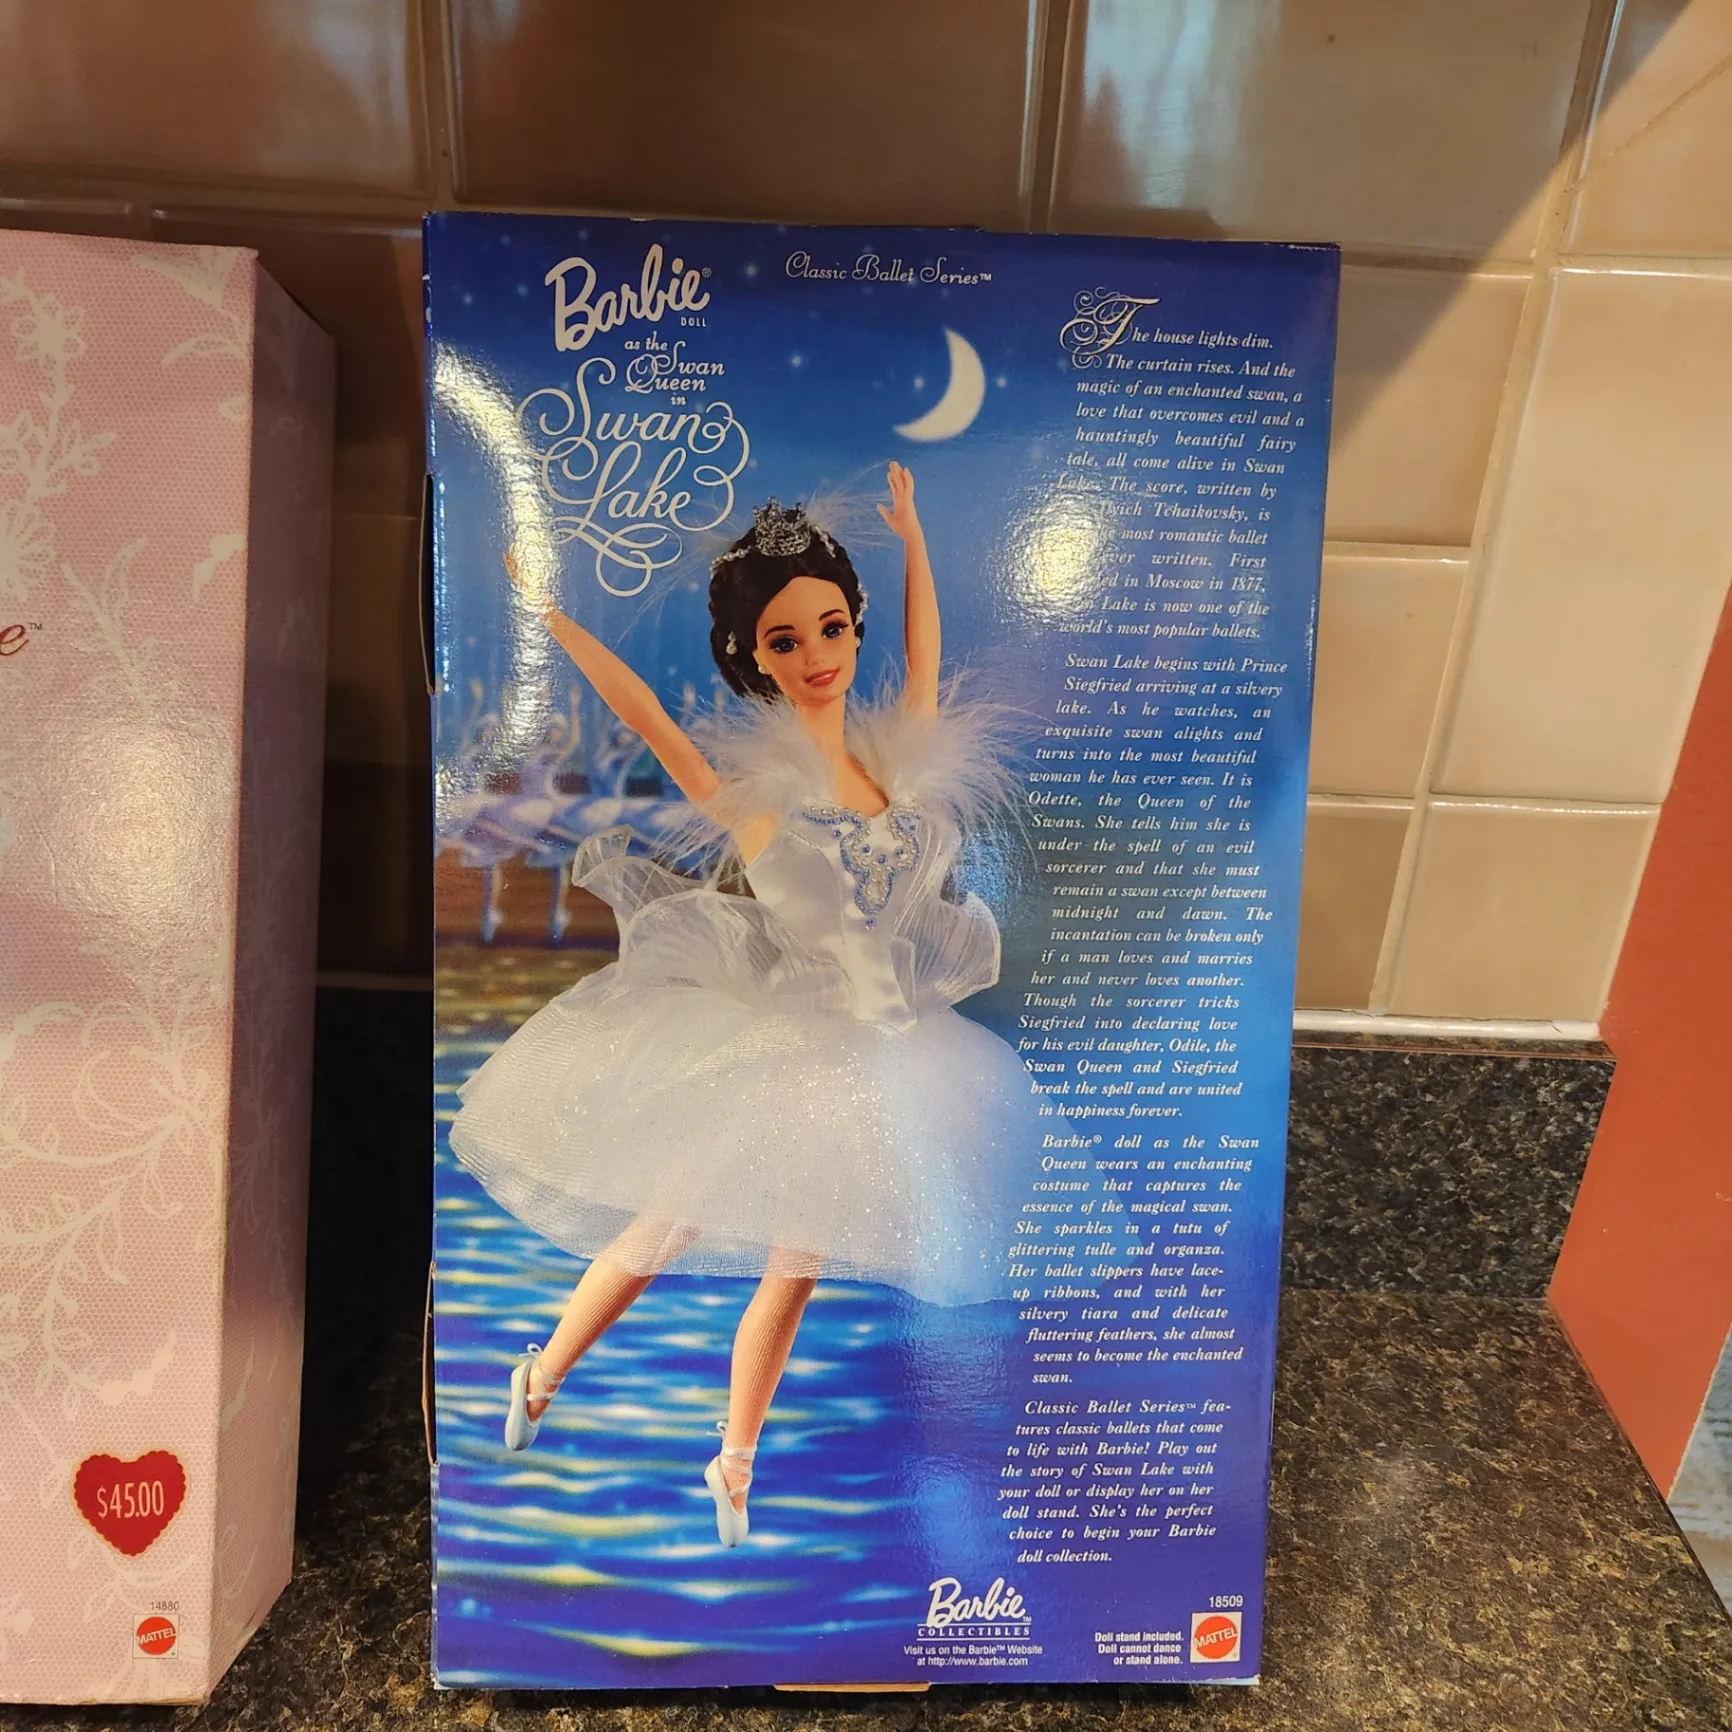 e™
$45.00
14880
MATTEL
Barbie®
DOLL
as the
Swan
Queen
in
Swan
Lake
Classic Ballet Series™
The house lights dim.
The curtain rises. And the
magic of an enchanted swan, a
love that overcomes evil and a
hauntingly beautiful fairy
tale, all come alive in Swan
Lake. The score, written by
Tchaikovsky, is
most romantic ballet
written. First
in Moscow in 1877,
Lake is now one of the
world's most popular ballets.
Swan Lake begins with Prince
Siegfried arriving at a silvery
lake. As he watches, an
exquisite swan alights and
turns into the most beautiful
woman he has ever seen. It is
Odette, the Queen of the
Swans. She tells him she is
under the spell of an evil
sorcerer and that she must
remain a swan except between
midnight and dawn. The
incantation can be broken only
if a man loves and marries
her and never loves another.
Though the sorcerer tricks
Siegfried into declaring love
for his evil daughter, Odile, the
Swan Queen and Siegfried
break the spell and are united
in happiness forever.
Barbie® doll as the Swan
Queen wears an enchanting
costume that captures the
essence of the magical swan.
She sparkles in a tutu of
glittering tulle and organza.
Her ballet slippers have lace-
up ribbons, and with her
silvery tiara and delicate
fluttering feathers, she almost
seems to become the enchanted
swan.
Classic Ballet Series™ fea-
tures classic ballets that come
to life with Barbie! Play out
the story of Swan Lake with
your doll or display her on her
doll stand. She's the perfect
choice to begin your Barbie
doll collection.
Barbie™
COLLECTIBLES
Visit us on the Barbie™ Website
at http://www.barbie.com
Doll stand included.
Doll cannot dance
or stand alone.
18509
MATTEL